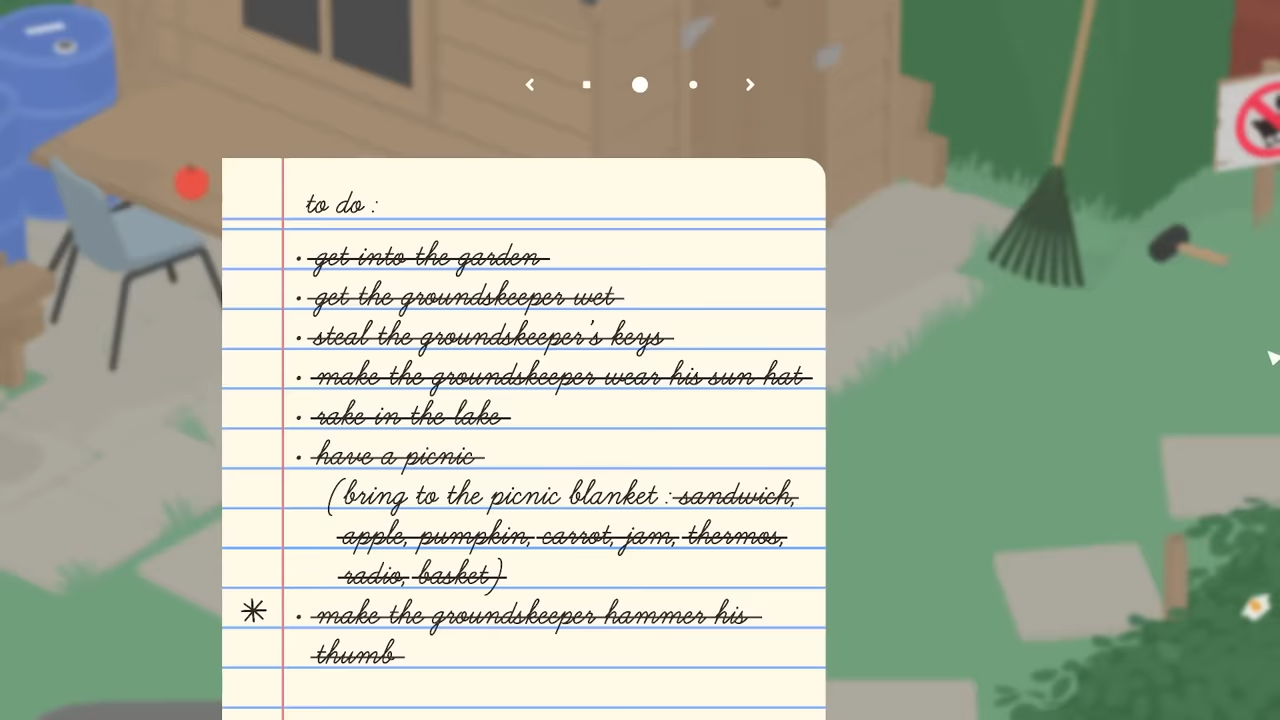 to do :
• get into the garden
• get the groundskeeper wet
• steal the groundskeeper's keys
• make the groundskeeper wear his sun hat
• rake in the lake
• have a picnic
(bring to the picnic blanket : sandwich,
apple, pumpkin, carrot, jam, thermos,
radio, basket)
• make the groundskeeper hammer his
thumb